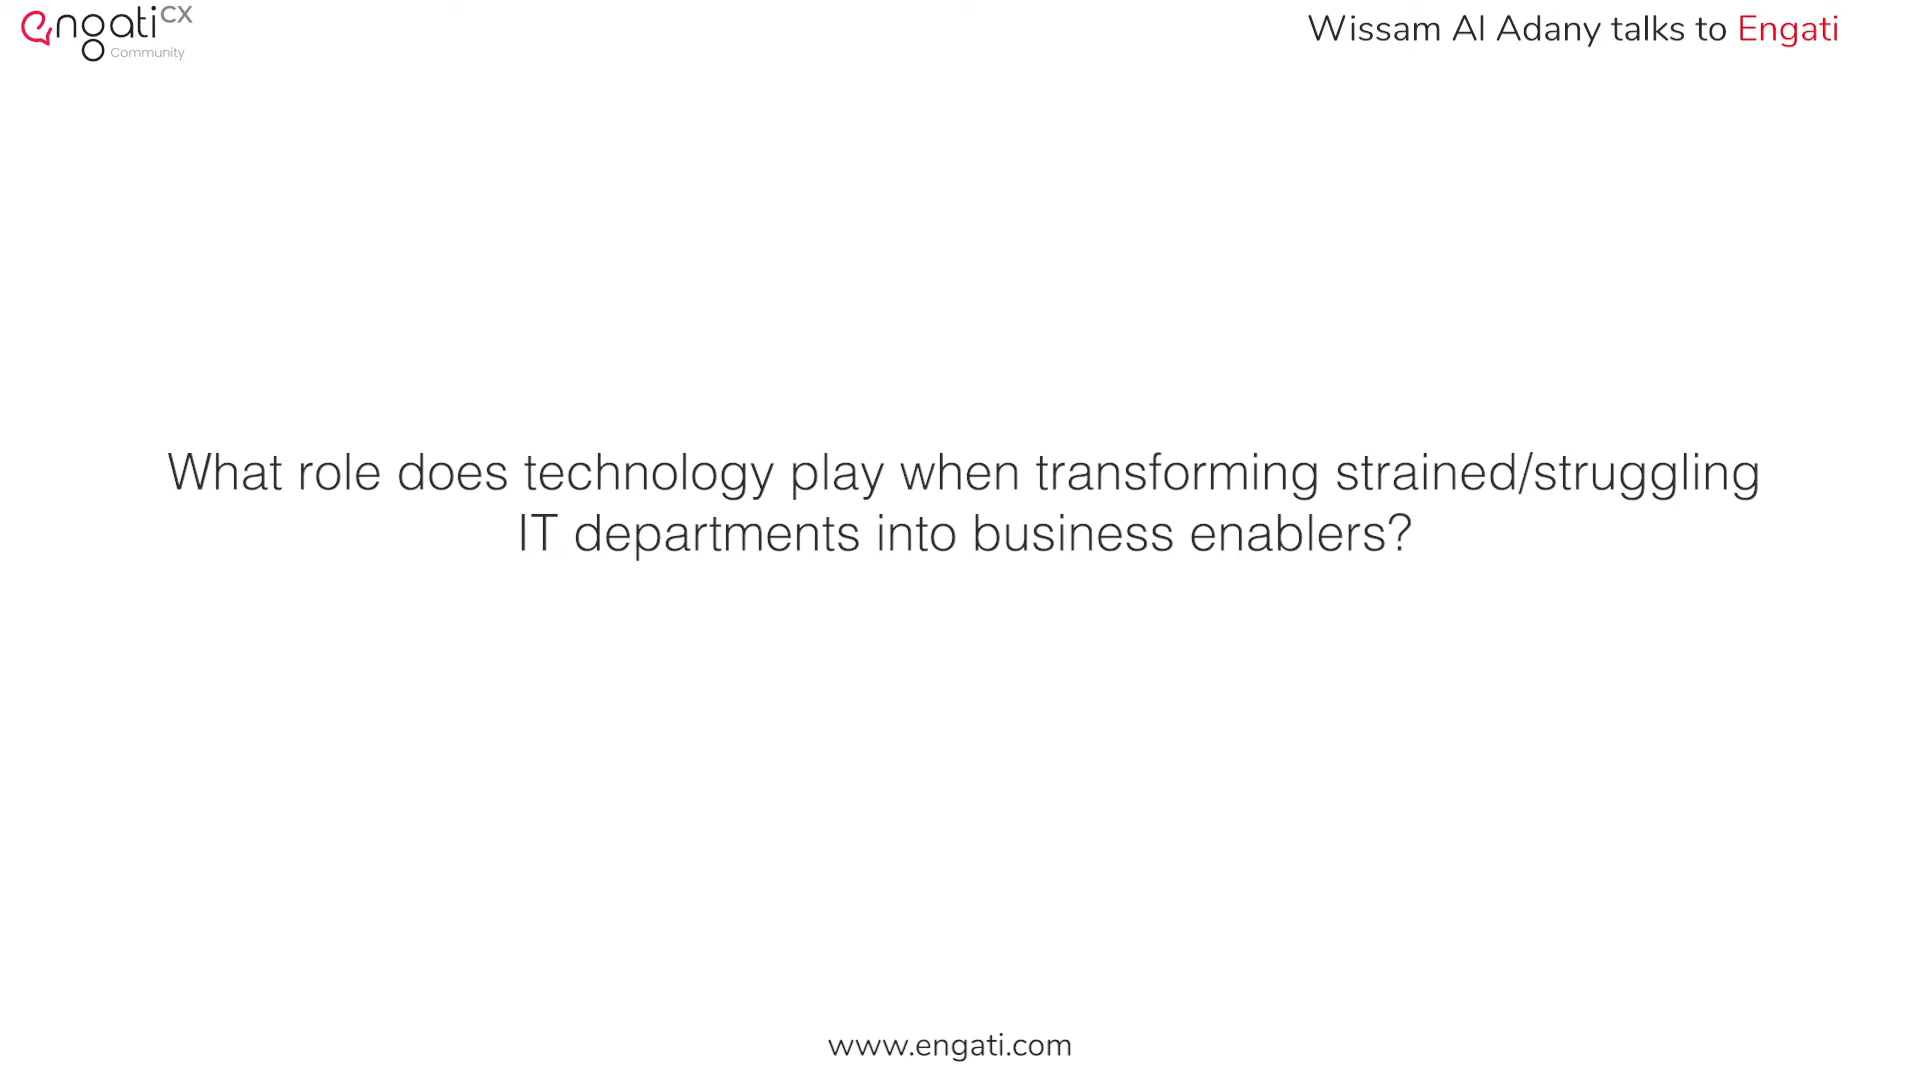 engati CX
Community
Wissam Al Adany talks to Engati
What role does technology play when transforming strained/struggling
IT departments into business enablers?
www.engati.com